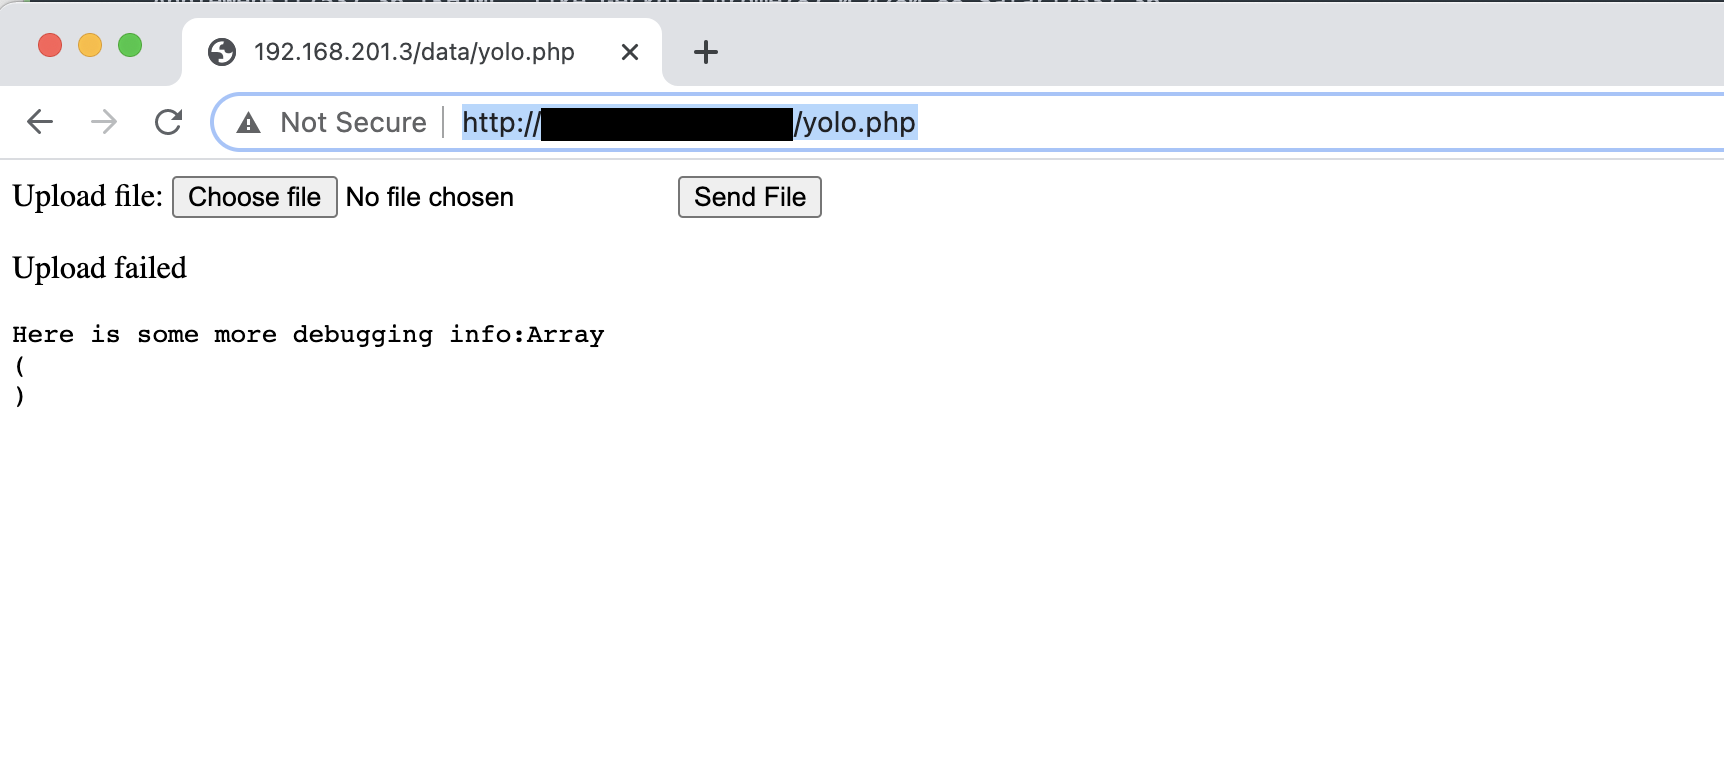 192.168.201.3/data/yolo.php
Not Secure http:// /yolo.php
Upload file: Choose file No file chosen Send File
Upload failed
Here is some more debugging info:Array
(
)